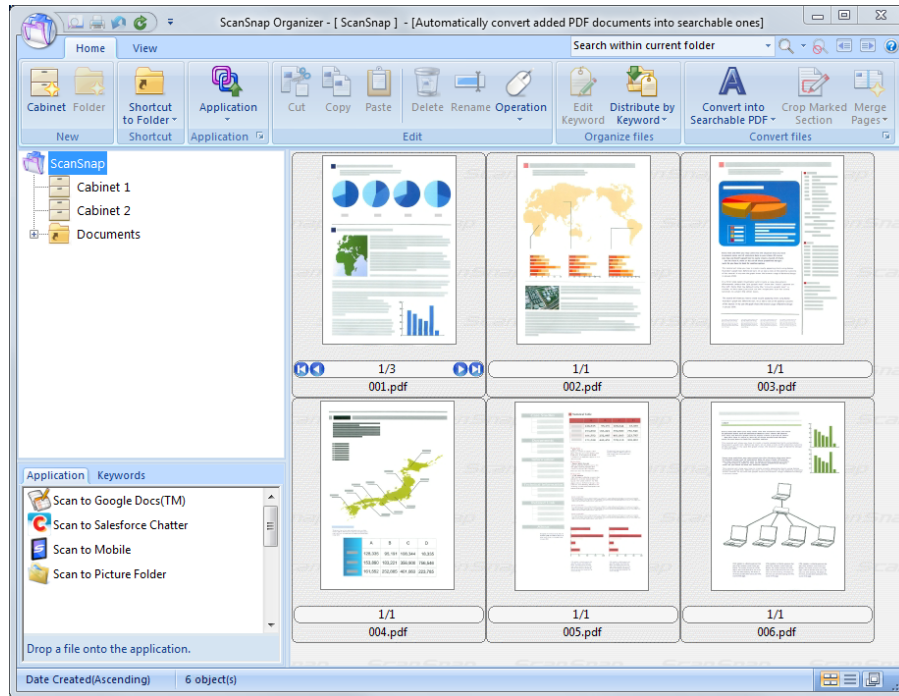 ScanSnap Organizer - [ ScanSnap ] - [Automatically convert added PDF documents into searchable ones]
Home View
Search within current folder
Cabinet Folder Shortcut to Folder Application Cut Copy Paste Delete Rename Operation Edit Keyword Distribute by Keyword Convert into Searchable PDF Crop Marked Section Merge Pages
New Shortcut Application Edit Organize files Convert files
ScanSnap
Cabinet 1
Cabinet 2
Documents
1/3 1/1 1/1
001.pdf 002.pdf 003.pdf
A B C D
1/1 1/1 1/1
004.pdf 005.pdf 006.pdf
Application Keywords
Scan to Google Docs(TM)
Scan to Salesforce Chatter
Scan to Mobile
Scan to Picture Folder
Drop a file onto the application.
Date Created(Ascending) 6 object(s)